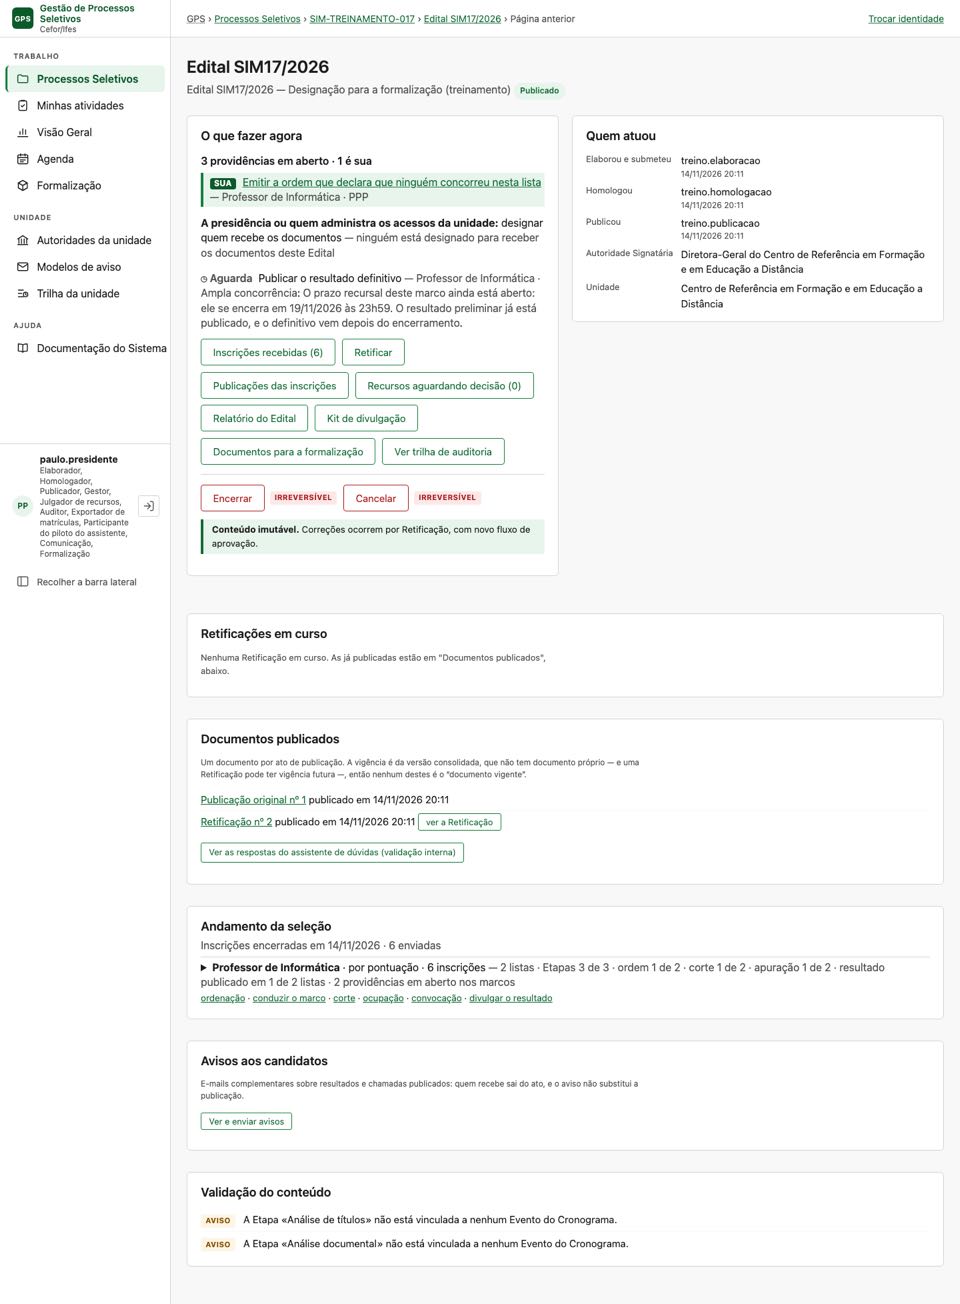 GPS
Gestão de Processos
Seletivos
Cefor/Ifes
GPS › Processos Seletivos › SIM-TREINAMENTO-017 › Edital SIM17/2026 › Página anterior
Trocar identidade
TRABALHO
Processos Seletivos
Minhas atividades
Visão Geral
Agenda
Formalização
UNIDADE
Autoridades da unidade
Modelos de aviso
Trilha da unidade
AJUDA
Documentação do Sistema
PP
paulo.presidente
Elaborador,
Homologador,
Publicador, Gestor,
Julgador de recursos,
Auditor, Exportador de
matrículas, Participante
do piloto do assistente,
Comunicação,
Formalização
Recolher a barra lateral
Edital SIM17/2026
Edital SIM17/2026 — Designação para a formalização (treinamento) Publicado
O que fazer agora
3 providências em aberto · 1 é sua
SUA Emitir a ordem que declara que ninguém concorreu nesta lista
— Professor de Informática · PPP
A presidência ou quem administra os acessos da unidade: designar
quem recebe os documentos — ninguém está designado para receber
os documentos deste Edital
◷ Aguarda Publicar o resultado definitivo — Professor de Informática ·
Ampla concorrência: O prazo recursal deste marco ainda está aberto:
ele se encerra em 19/11/2026 às 23h59. O resultado preliminar já está
publicado, e o definitivo vem depois do encerramento.
Inscrições recebidas (6) Retificar
Publicações das inscrições Recursos aguardando decisão (0)
Relatório do Edital Kit de divulgação
Documentos para a formalização Ver trilha de auditoria
Encerrar IRREVERSÍVEL Cancelar IRREVERSÍVEL
Conteúdo imutável. Correções ocorrem por Retificação, com novo fluxo de
aprovação.
Quem atuou
Elaborou e submeteu treino.elaboracao
14/11/2026 20:11
Homologou treino.homologacao
14/11/2026 20:11
Publicou treino.publicacao
14/11/2026 20:11
Autoridade Signatária Diretora-Geral do Centro de Referência em Formação
e em Educação a Distância
Unidade Centro de Referência em Formação e em Educação a
Distância
Retificações em curso
Nenhuma Retificação em curso. As já publicadas estão em "Documentos publicados",
abaixo.
Documentos publicados
Um documento por ato de publicação. A vigência é da versão consolidada, que não tem documento próprio — e uma
Retificação pode ter vigência futura —, então nenhum destes é o "documento vigente".
Publicação original nº 1 publicado em 14/11/2026 20:11
Retificação nº 2 publicado em 14/11/2026 20:11 ver a Retificação
Ver as respostas do assistente de dúvidas (validação interna)
Andamento da seleção
Inscrições encerradas em 14/11/2026 · 6 enviadas
▶ Professor de Informática · por pontuação · 6 inscrições — 2 listas · Etapas 3 de 3 · ordem 1 de 2 · corte 1 de 2 · apuração 1 de 2 · resultado
publicado em 1 de 2 listas · 2 providências em aberto nos marcos
ordenação · conduzir o marco · corte · ocupação · convocação · divulgar o resultado
Avisos aos candidatos
E-mails complementares sobre resultados e chamadas publicados: quem recebe sai do ato, e o aviso não substitui a
publicação.
Ver e enviar avisos
Validação do conteúdo
AVISO A Etapa «Análise de títulos» não está vinculada a nenhum Evento do Cronograma.
AVISO A Etapa «Análise documental» não está vinculada a nenhum Evento do Cronograma.